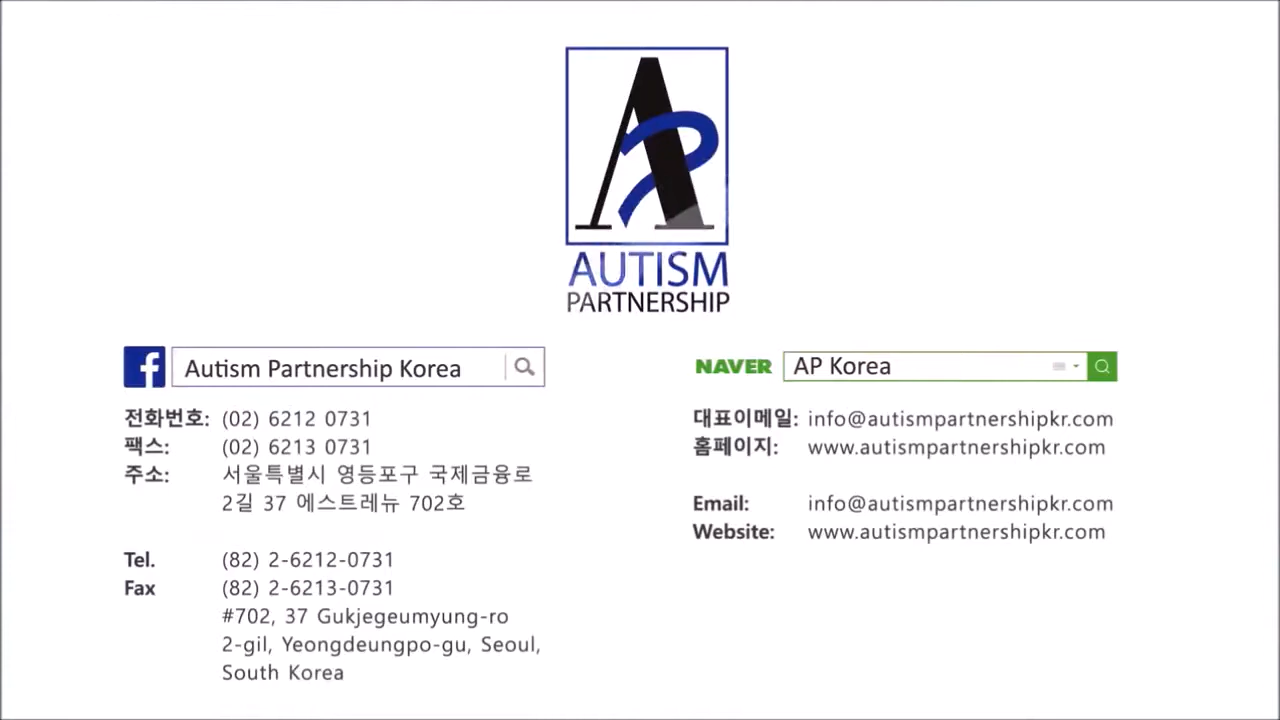 AP
AUTISM
PARTNERSHIP
f Autism Partnership Korea
전화번호: (02) 6212 0731
팩스: (02) 6213 0731
주소: 서울특별시 영등포구 국제금융로
2길 37 에스트레뉴 702호
Tel. (82) 2-6212-0731
Fax (82) 2-6213-0731
#702, 37 Gukjegeumyung-ro
2-gil, Yeongdeungpo-gu, Seoul,
South Korea
NAVER AP Korea
대표이메일: info@autismpartnershipkr.com
홈페이지: www.autismpartnershipkr.com
Email: info@autismpartnershipkr.com
Website: www.autismpartnershipkr.com